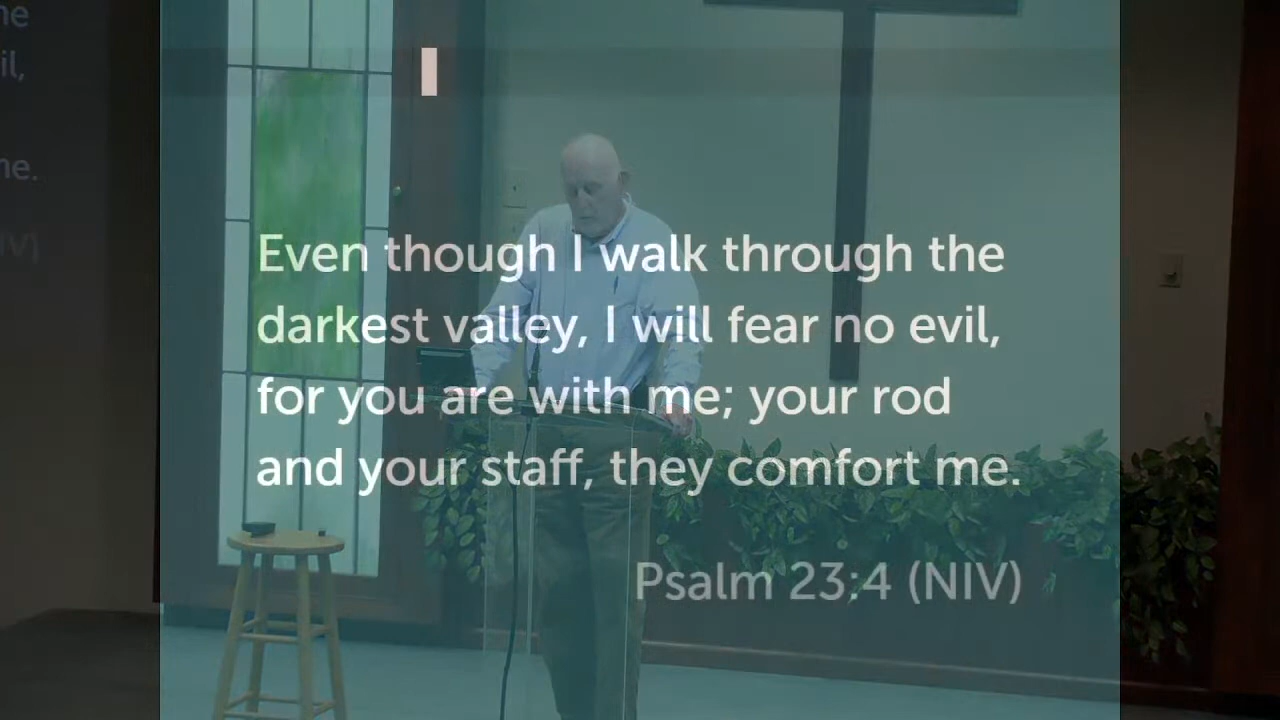 Even though I walk through the
darkest valley, I will fear no evil,
for you are with me; your rod
and your staff, they comfort me.
Psalm 23:4 (NIV)